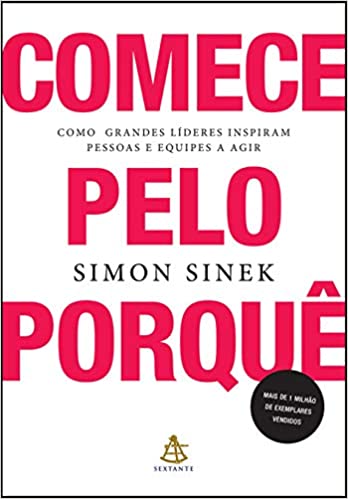 COMECE
COMO GRANDES LÍDERES INSPIRAM
PESSOAS E EQUIPES A AGIR
PELO
SIMON SINEK
PORQUÊ
MAIS DE 1 MILHÃO
DE EXEMPLARES
VENDIDOS
SEXTANTE